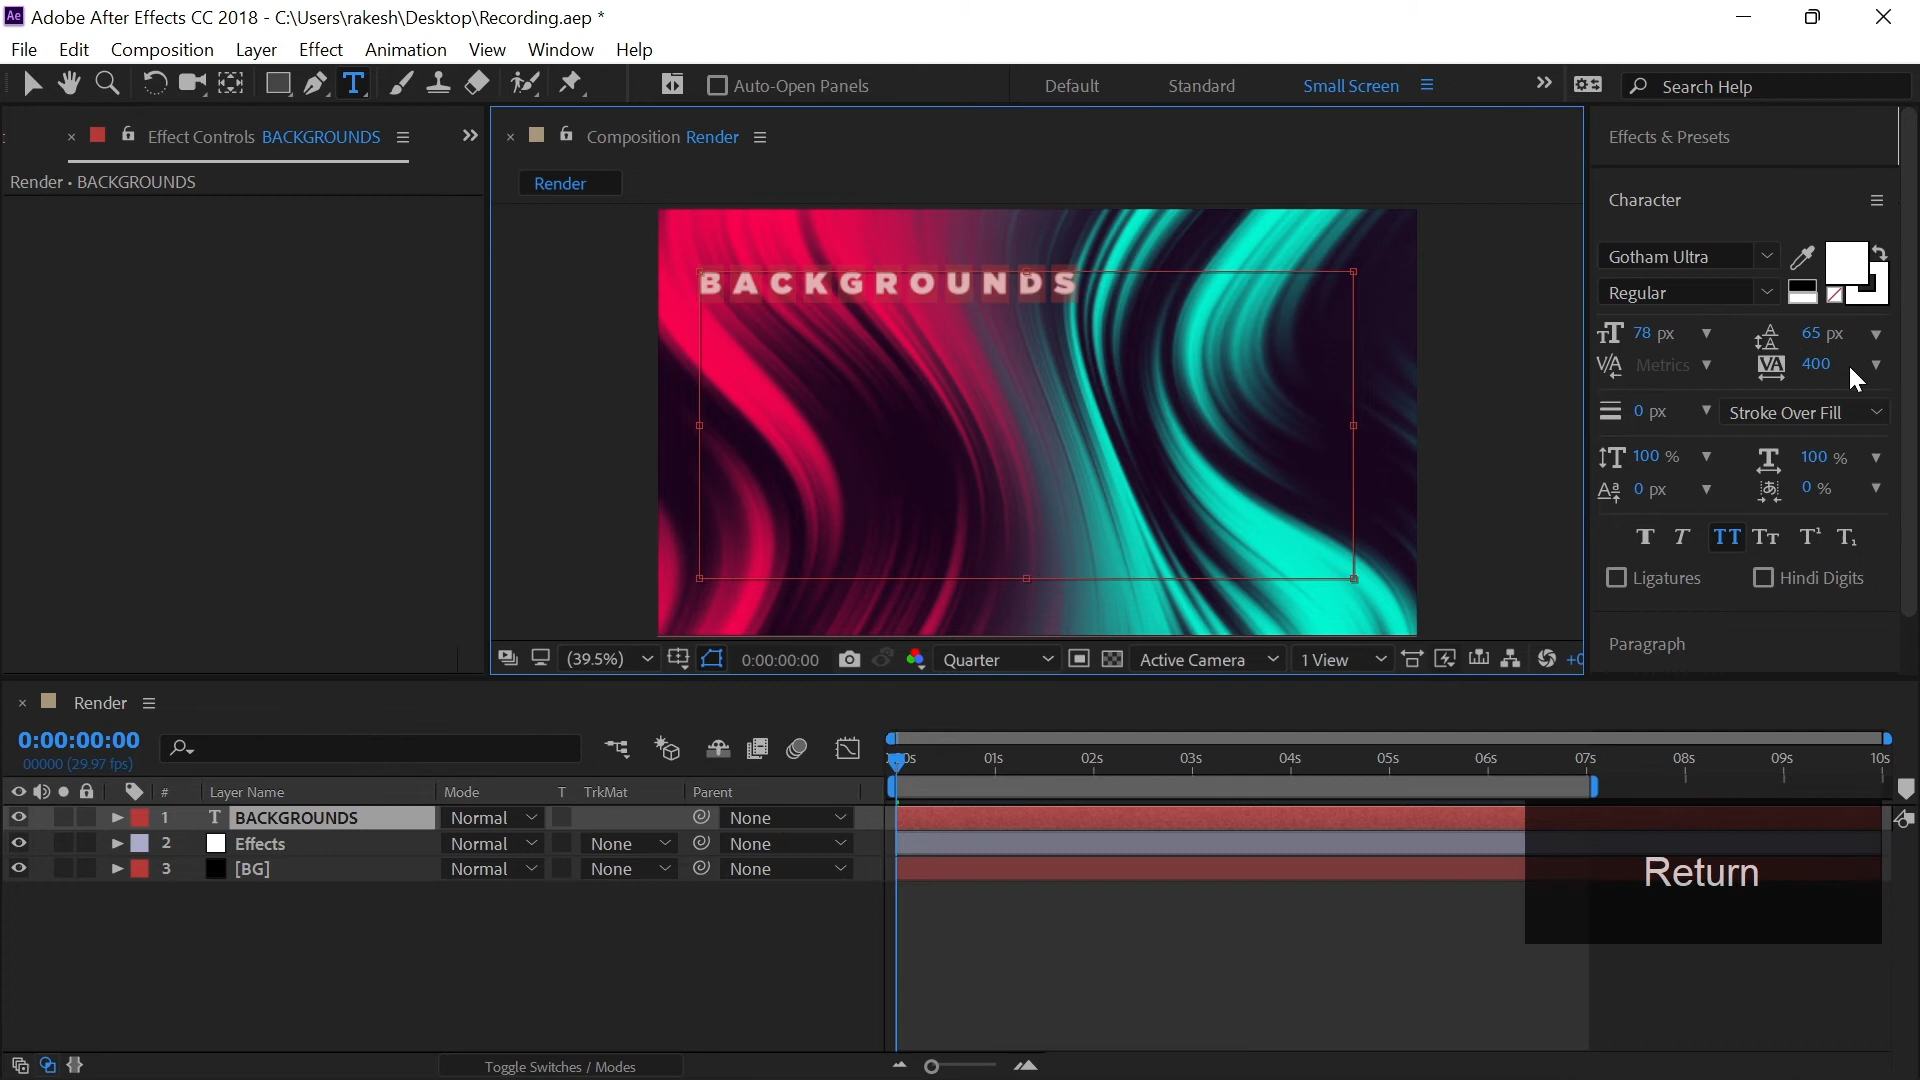 Ae Adobe After Effects CC 2018 - C:\Users\rakesh\Desktop\Recording.aep *
File Edit Composition Layer Effect Animation View Window Help
Auto-Open Panels Default Standard Small Screen Search Help
Effect Controls BACKGROUNDS
Composition Render
Effects & Presets
Render • BACKGROUNDS
Render
Character
BACKGROUNDS
Gotham Ultra
Regular
78 px 65 px
Metrics 400
0 px Stroke Over Fill
100 % 100 %
0 px 0 %
Ligatures Hindi Digits
Paragraph
(39.5%) 0:00:00:00 Quarter Active Camera 1 View
Render
0:00:00:00
00000 (29.97 fps)
01s 02s 03s 04s 05s 06s 07s 08s 09s 10s
# Layer Name Mode T TrkMat Parent
1 T BACKGROUNDS Normal None
2 Effects Normal None None
3 [BG] Normal None None
Return
Toggle Switches / Modes